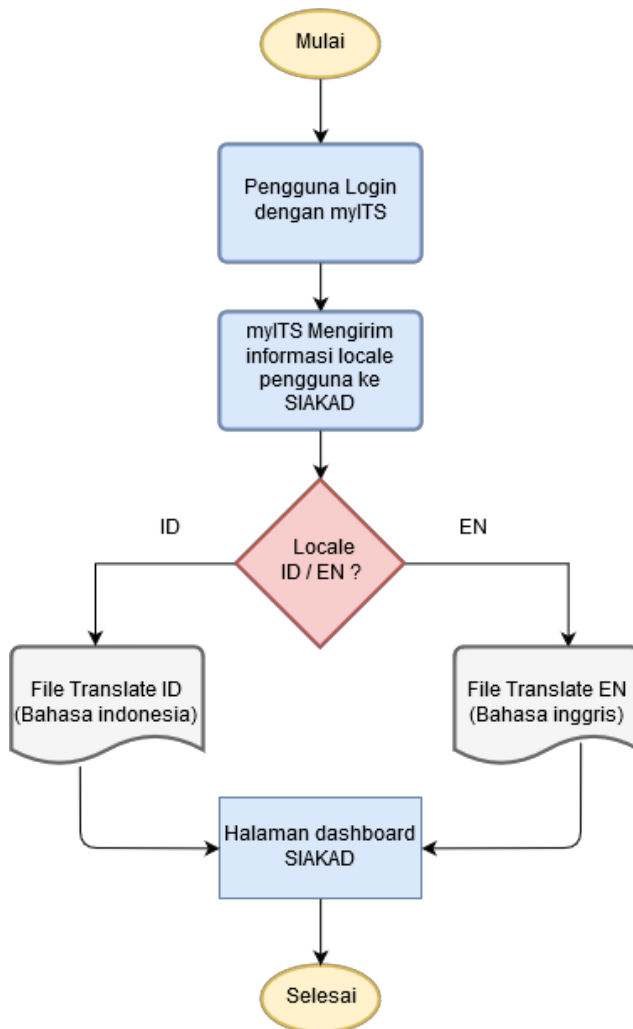 Mulai
Pengguna Login
dengan myITS
myITS Mengirim
informasi locale
pengguna ke
SIAKAD
ID
EN
Locale
ID / EN ?
File Translate ID
(Bahasa indonesia)
File Translate EN
(Bahasa inggris)
Halaman dashboard
SIAKAD
Selesai